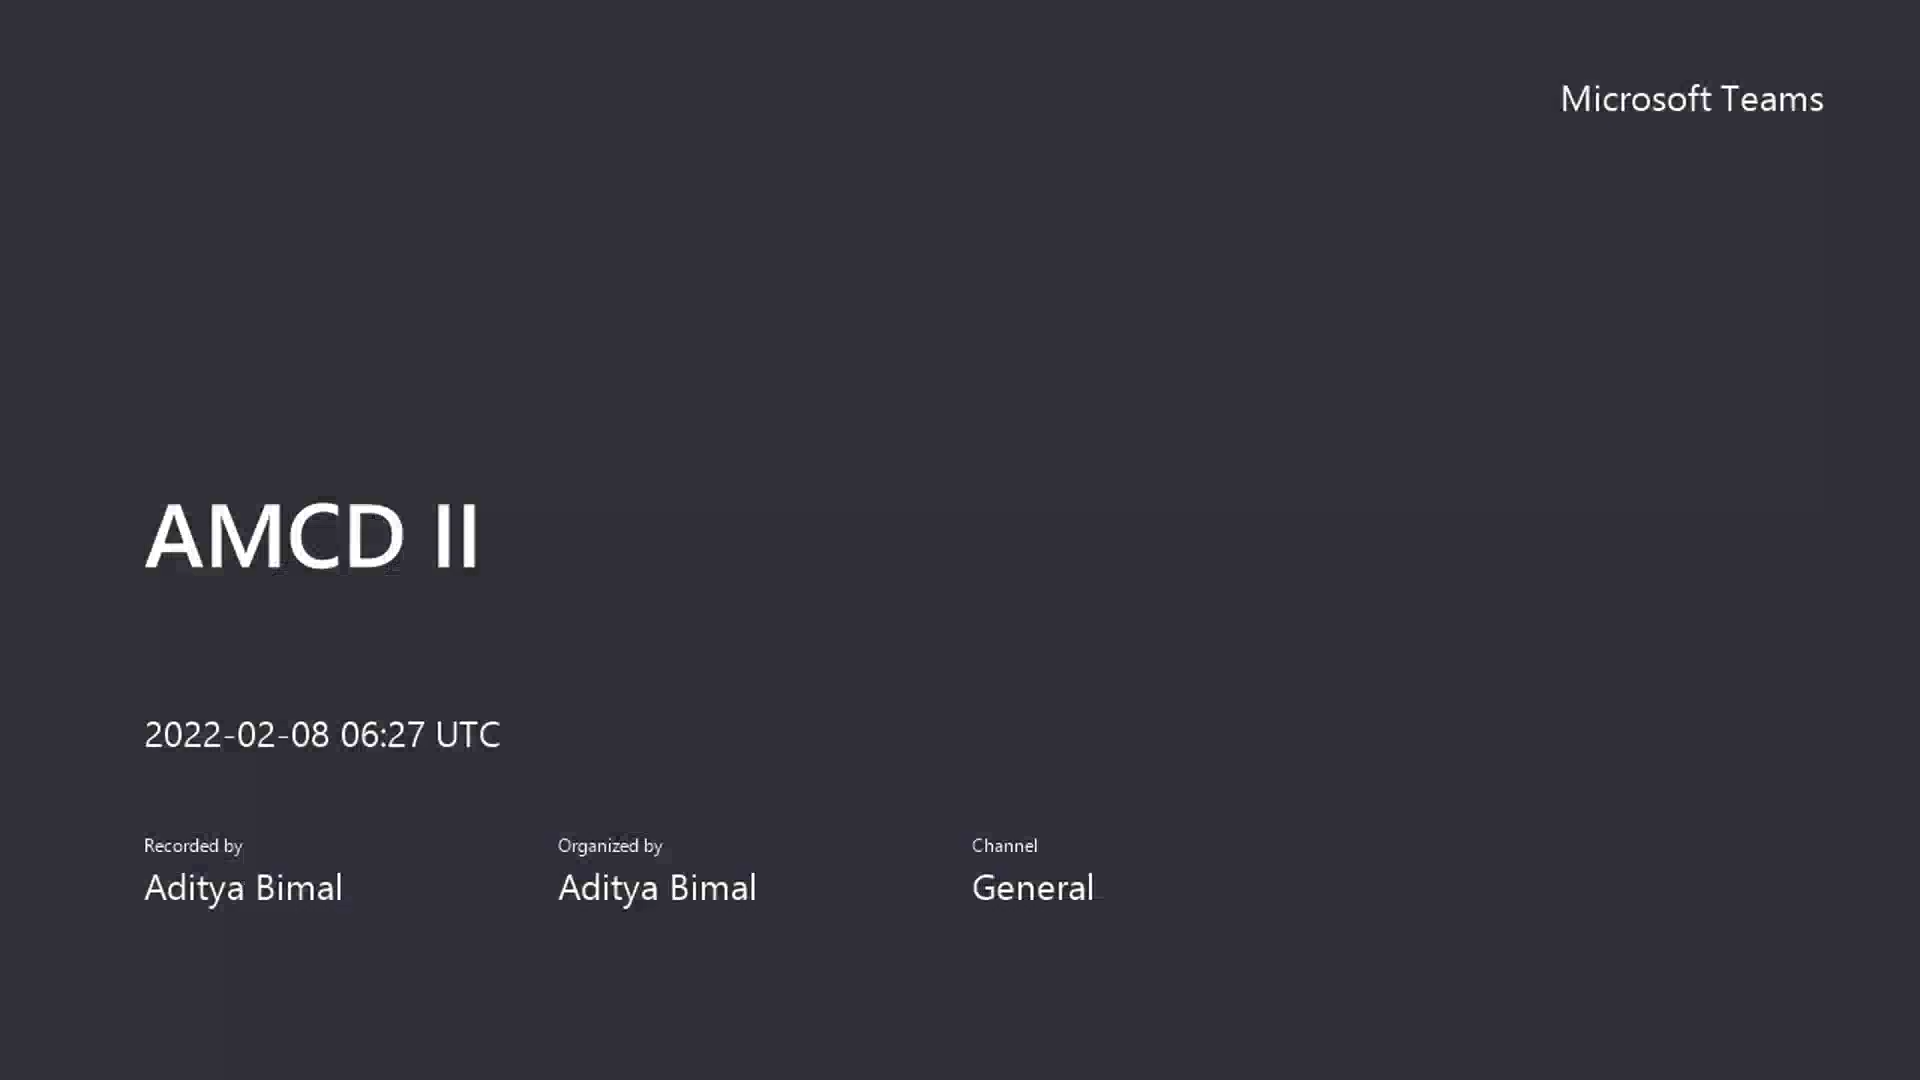 Microsoft Teams
AMCD II
2022-02-08 06:27 UTC
Recorded by
Aditya Bimal
Organized by
Aditya Bimal
Channel
General